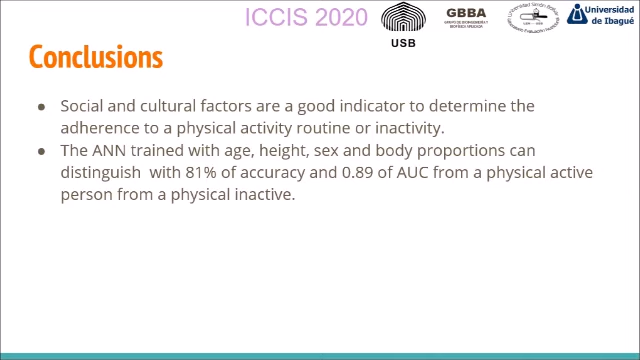 ICCIS 2020
USB
GBBA
Universidad
de Ibagué
Conclusions
● Social and cultural factors are a good indicator to determine the
adherence to a physical activity routine or inactivity.
● The ANN trained with age, height, sex and body proportions can
distinguish with 81% of accuracy and 0.89 of AUC from a physical active
person from a physical inactive.